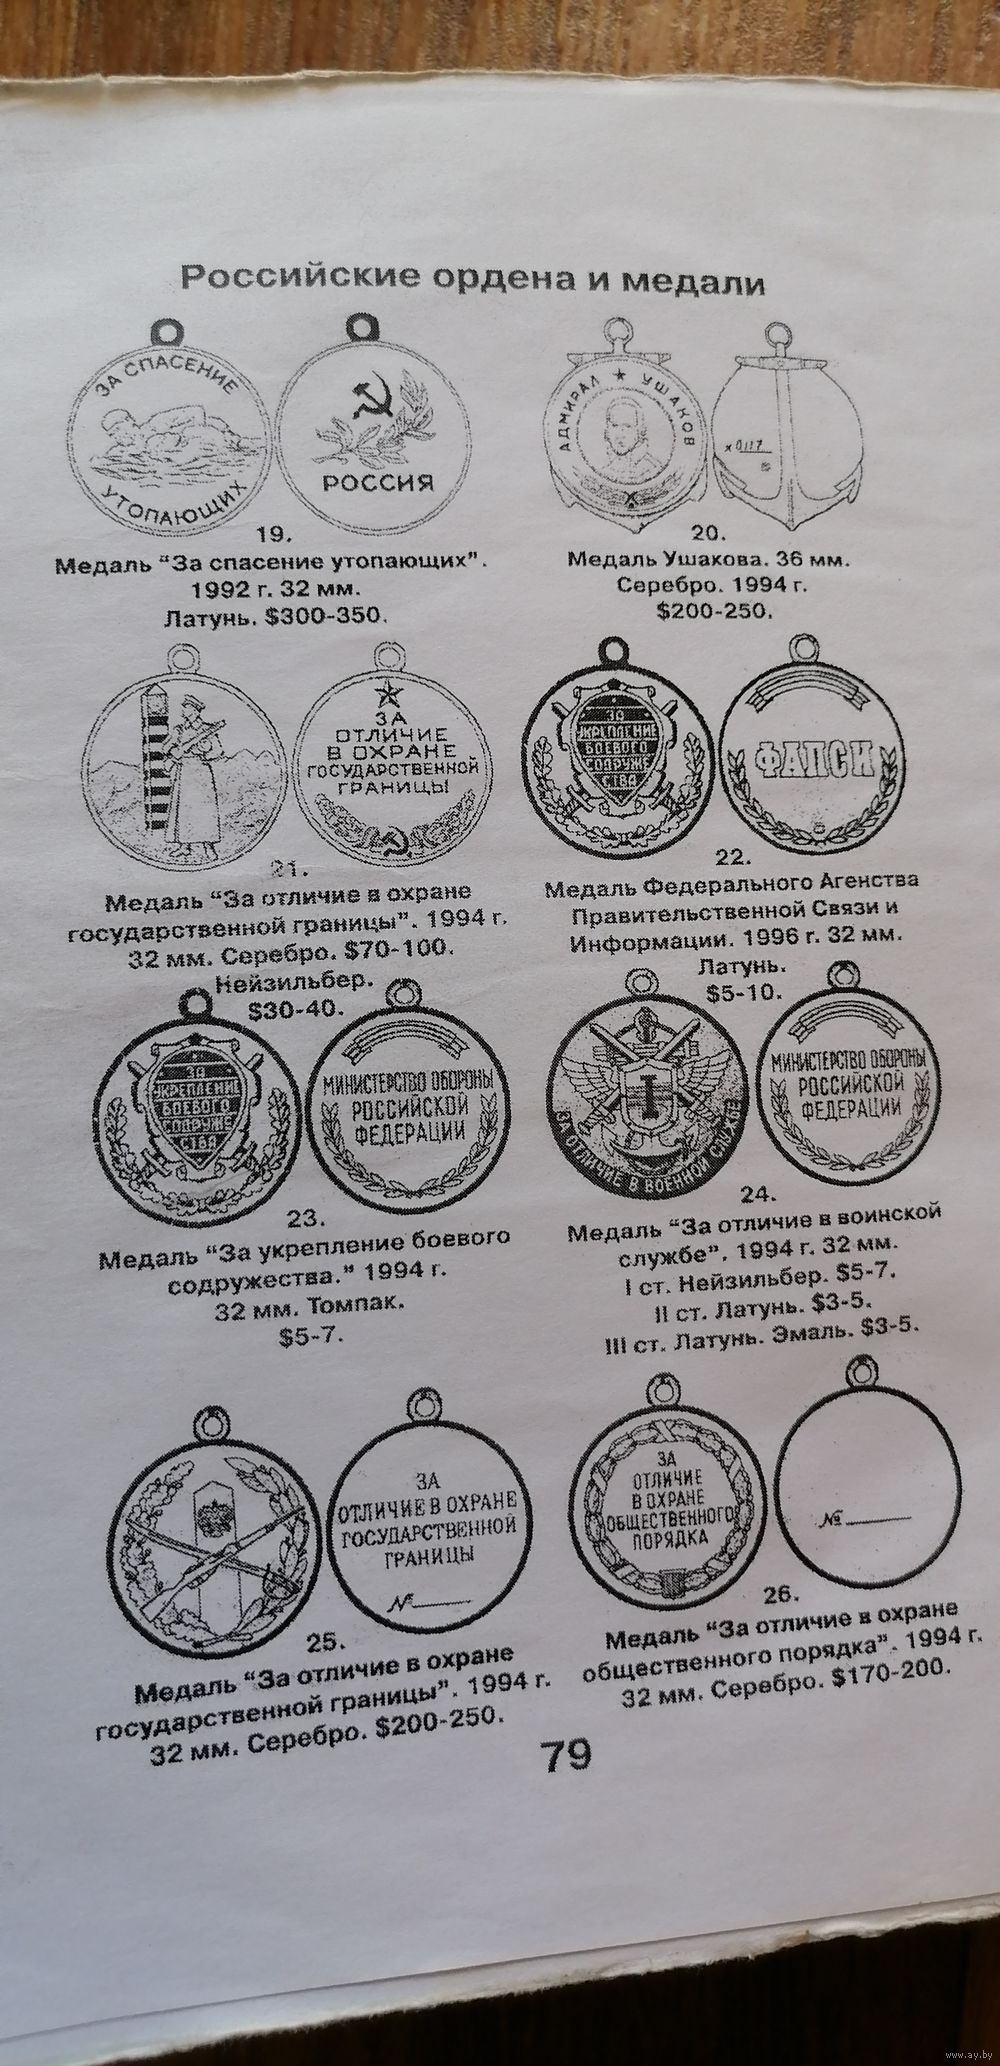 Российские ордена и медали
ЗА СПАСЕНИЕ
УТОПАЮЩИХ
РОССИЯ
19.
Медаль “За спасение утопающих”.
1992 г. 32 мм.
Латунь. $300-350.
АДМИРАЛ ★ УШАКОВ
20.
Медаль Ушакова. 36 мм.
Серебро. 1994 г.
$200-250.
ЗА
ОТЛИЧИЕ
В ОХРАНЕ
ГОСУДАРСТВЕННОЙ
ГРАНИЦЫ
21.
Медаль “За отличие в охране
государственной границы”. 1994 г.
32 мм. Серебро. $70-100.
Нейзильбер.
$30-40.
ЗА
УКРЕПЛЕНИЕ
БОЕВОГО
СОДРУЖЕ
СТВА
ФАПСИ
22.
Медаль Федерального Агенства
Правительственной Связи и
Информации. 1996 г. 32 мм.
Латунь.
$5-10.
ЗА
УКРЕПЛЕНИЕ
БОЕВОГО
СОДРУЖЕ
СТВА
МИНИСТЕРСТВО ОБОРОНЫ
РОССИЙСКОЙ
ФЕДЕРАЦИИ
23.
Медаль “За укрепление боевого
содружества.” 1994 г.
32 мм. Томпак.
$5-7.
ЗА ОТЛИЧИЕ В ВОЕННОЙ СЛУЖБЕ
I
МИНИСТЕРСТВО ОБОРОНЫ
РОССИЙСКОЙ
ФЕДЕРАЦИИ
24.
Медаль “За отличие в воинской
службе”. 1994 г. 32 мм.
I ст. Нейзильбер. $5-7.
II ст. Латунь. $3-5.
III ст. Латунь. Эмаль. $3-5.
ЗА
ОТЛИЧИЕ В ОХРАНЕ
ГОСУДАРСТВЕННОЙ
ГРАНИЦЫ
№
25.
Медаль “За отличие в охране
государственной границы”. 1994 г.
32 мм. Серебро. $200-250.
ЗА
ОТЛИЧИЕ
В ОХРАНЕ
ОБЩЕСТВЕННОГО
ПОРЯДКА
№
26.
Медаль “За отличие в охране
общественного порядка”. 1994 г.
32 мм. Серебро. $170-200.
79
www.ay.by